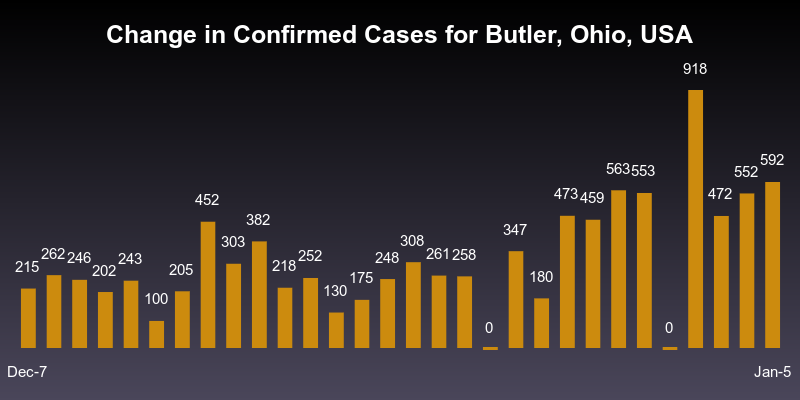 Change in Confirmed Cases for Butler, Ohio, USA
215 262 246 202 243 100 205 452 303 382 218 252 130 175 248 308 261 258 0 347 180 473 459 563 553 0 918 472 552 592
Dec-7 Jan-5